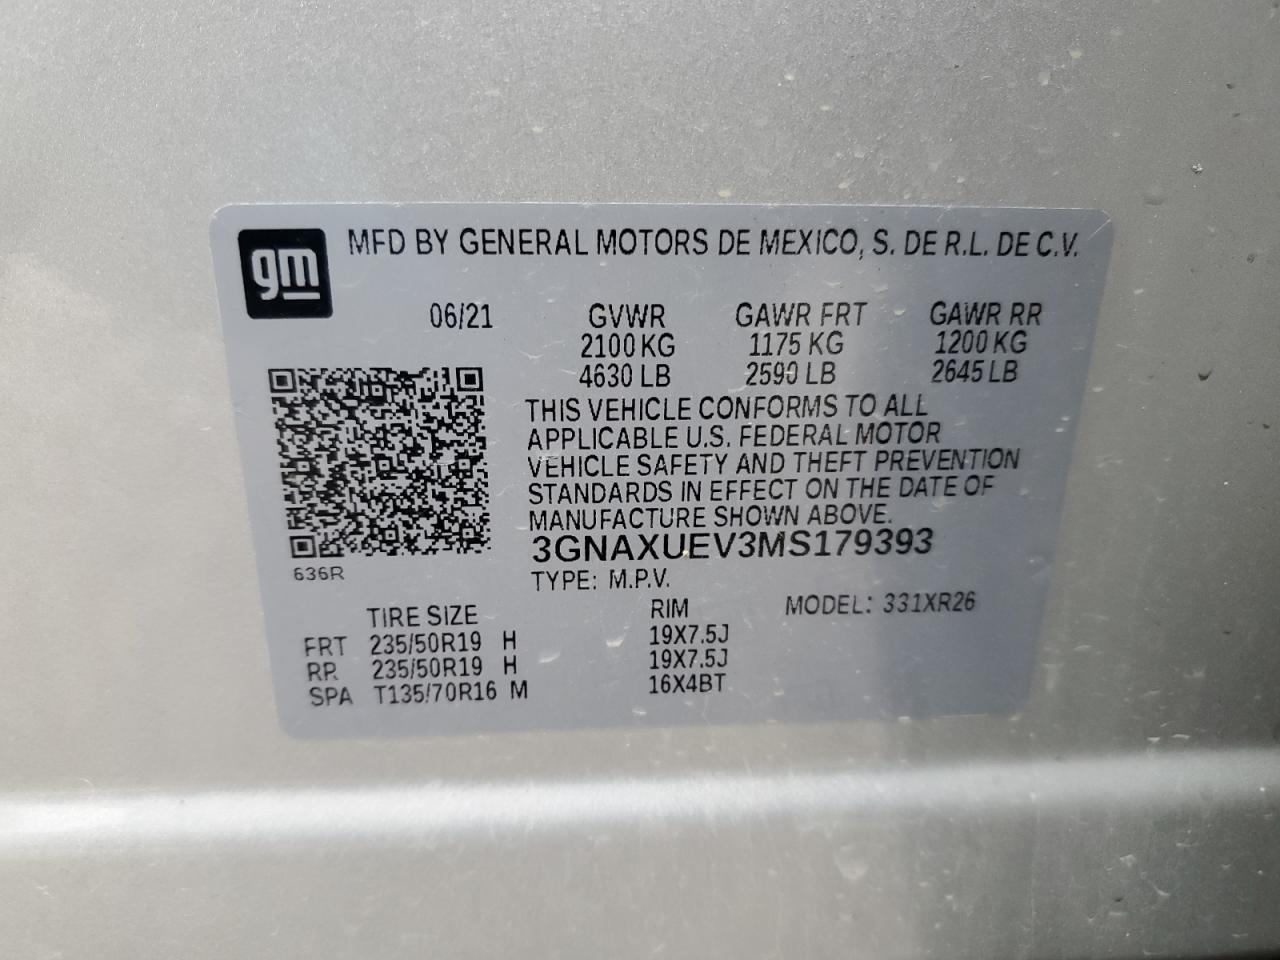 gm MFD BY GENERAL MOTORS DE MEXICO, S. DE R.L. DE C.V.
06/21 GVWR GAWR FRT GAWR RR
2100 KG 1175 KG 1200 KG
4630 LB 2590 LB 2645 LB
THIS VEHICLE CONFORMS TO ALL
APPLICABLE U.S. FEDERAL MOTOR
VEHICLE SAFETY AND THEFT PREVENTION
STANDARDS IN EFFECT ON THE DATE OF
MANUFACTURE SHOWN ABOVE.
3GNAXUEV3MS179393
636R
TYPE: M.P.V.
TIRE SIZE RIM MODEL: 331XR26
FRT 235/50R19 H 19X7.5J
RR 235/50R19 H 19X7.5J
SPA T135/70R16 M 16X4BT